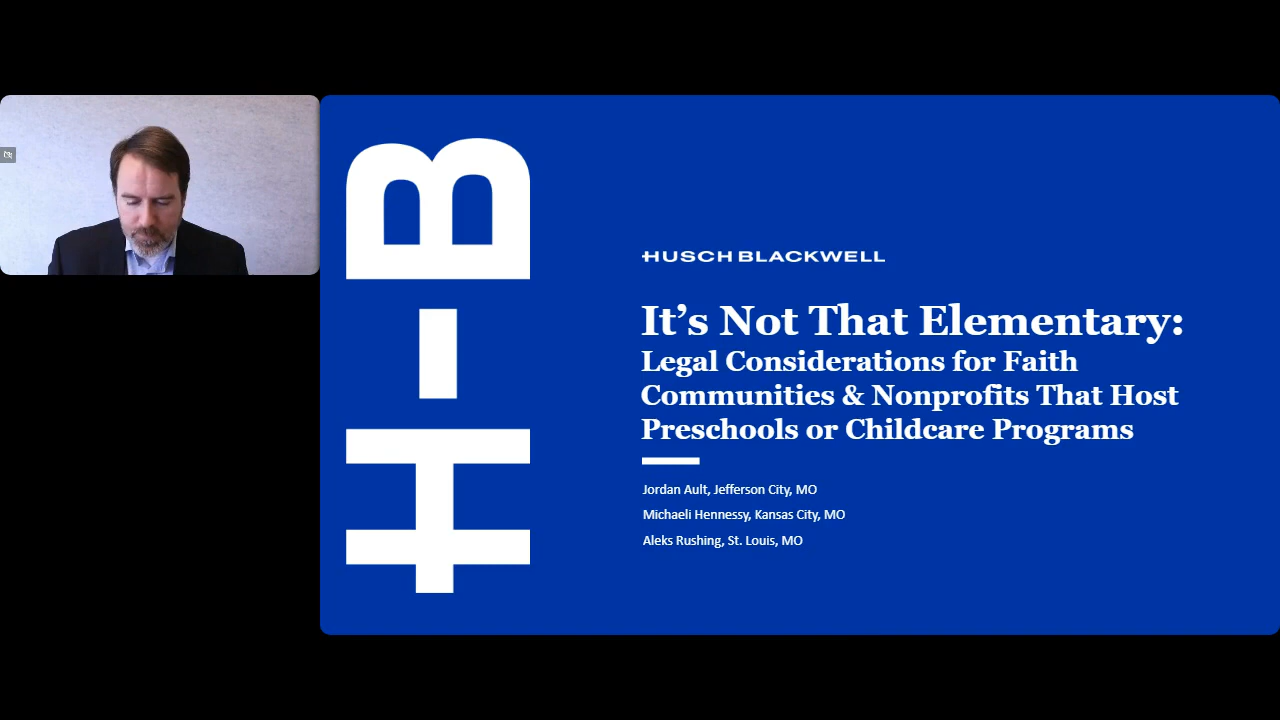 HB
HUSCH BLACKWELL
It's Not That Elementary:
Legal Considerations for Faith
Communities & Nonprofits That Host
Preschools or Childcare Programs
Jordan Ault, Jefferson City, MO
Michaeli Hennessy, Kansas City, MO
Aleks Rushing, St. Louis, MO